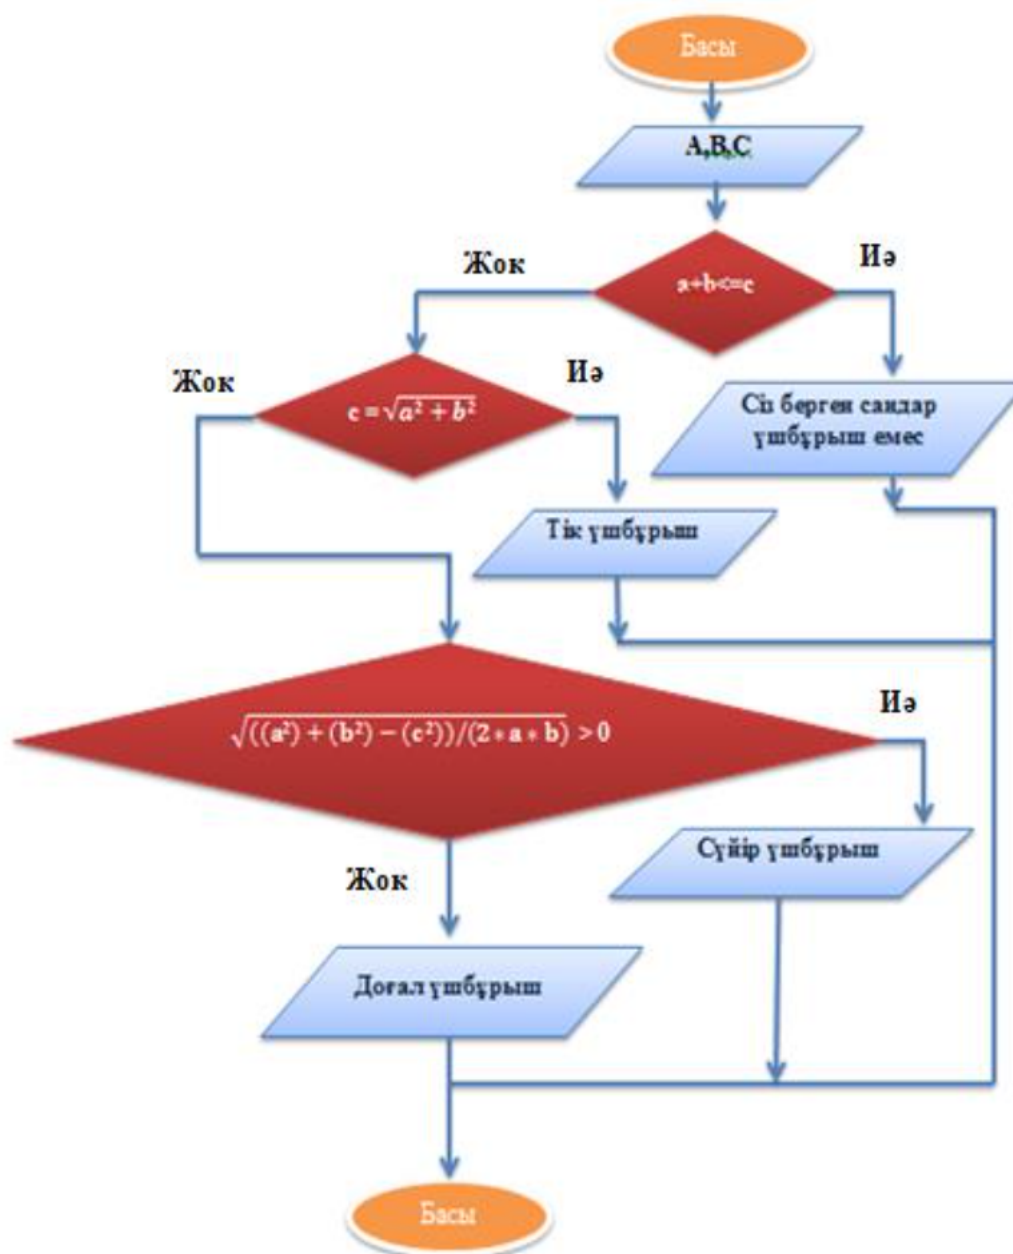 Басы
A,B,C
Жок
Иә
a+b<=c
Жок
Иә
c = √a² + b²
Сіз берген сандар
үшбұрыш емес
Тік үшбұрыш
Иә
√((a²) + (b²) − (c²))/(2 * a * b) > 0
Сүйір үшбұрыш
Жок
Доғал үшбұрыш
Басы